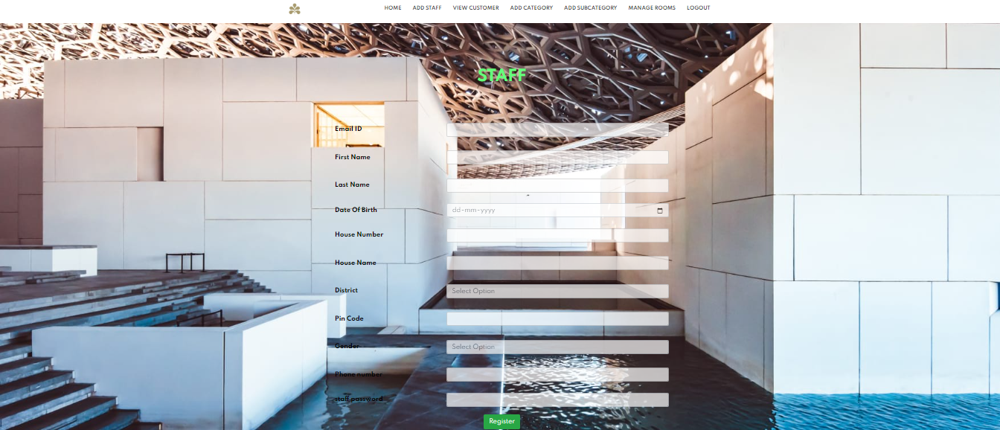 HOME ADD STAFF VIEW CUSTOMER ADD CATEGORY ADD SUBCATEGORY MANAGE ROOMS LOGOUT
STAFF
Email ID
First Name
Last Name
Date Of Birth dd-mm-yyyy
House Number
House Name
District Select Option
Pin Code
Gender Select Option
Phone number
staff password
Register